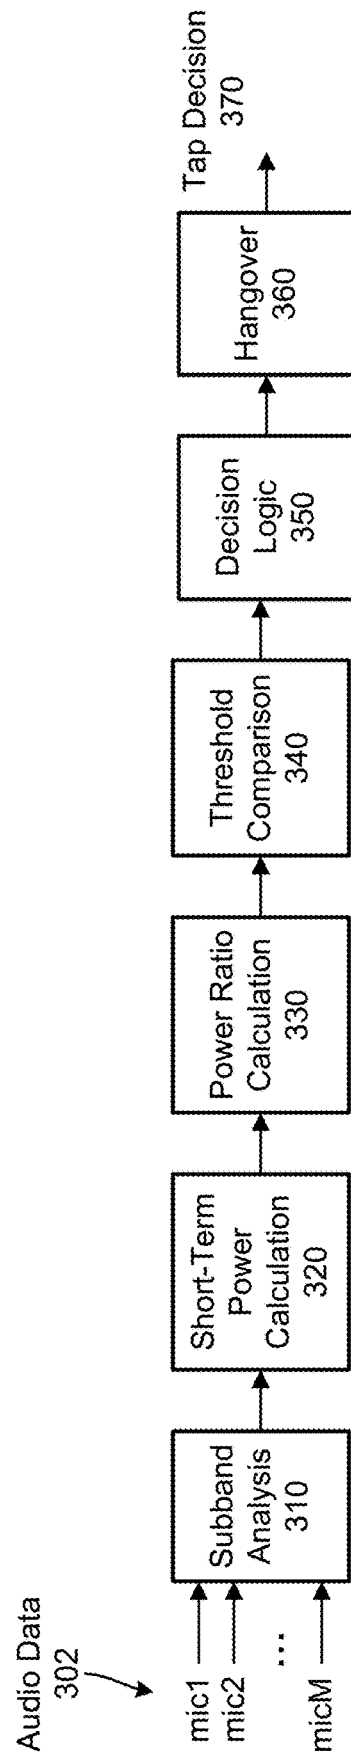 Audio Data
302
mic1
mic2
...
micM
Subband
Analysis
310
Short-Term
Power
Calculation
320
Power Ratio
Calculation
330
Threshold
Comparison
340
Decision
Logic
350
Hangover
360
Tap Decision
370